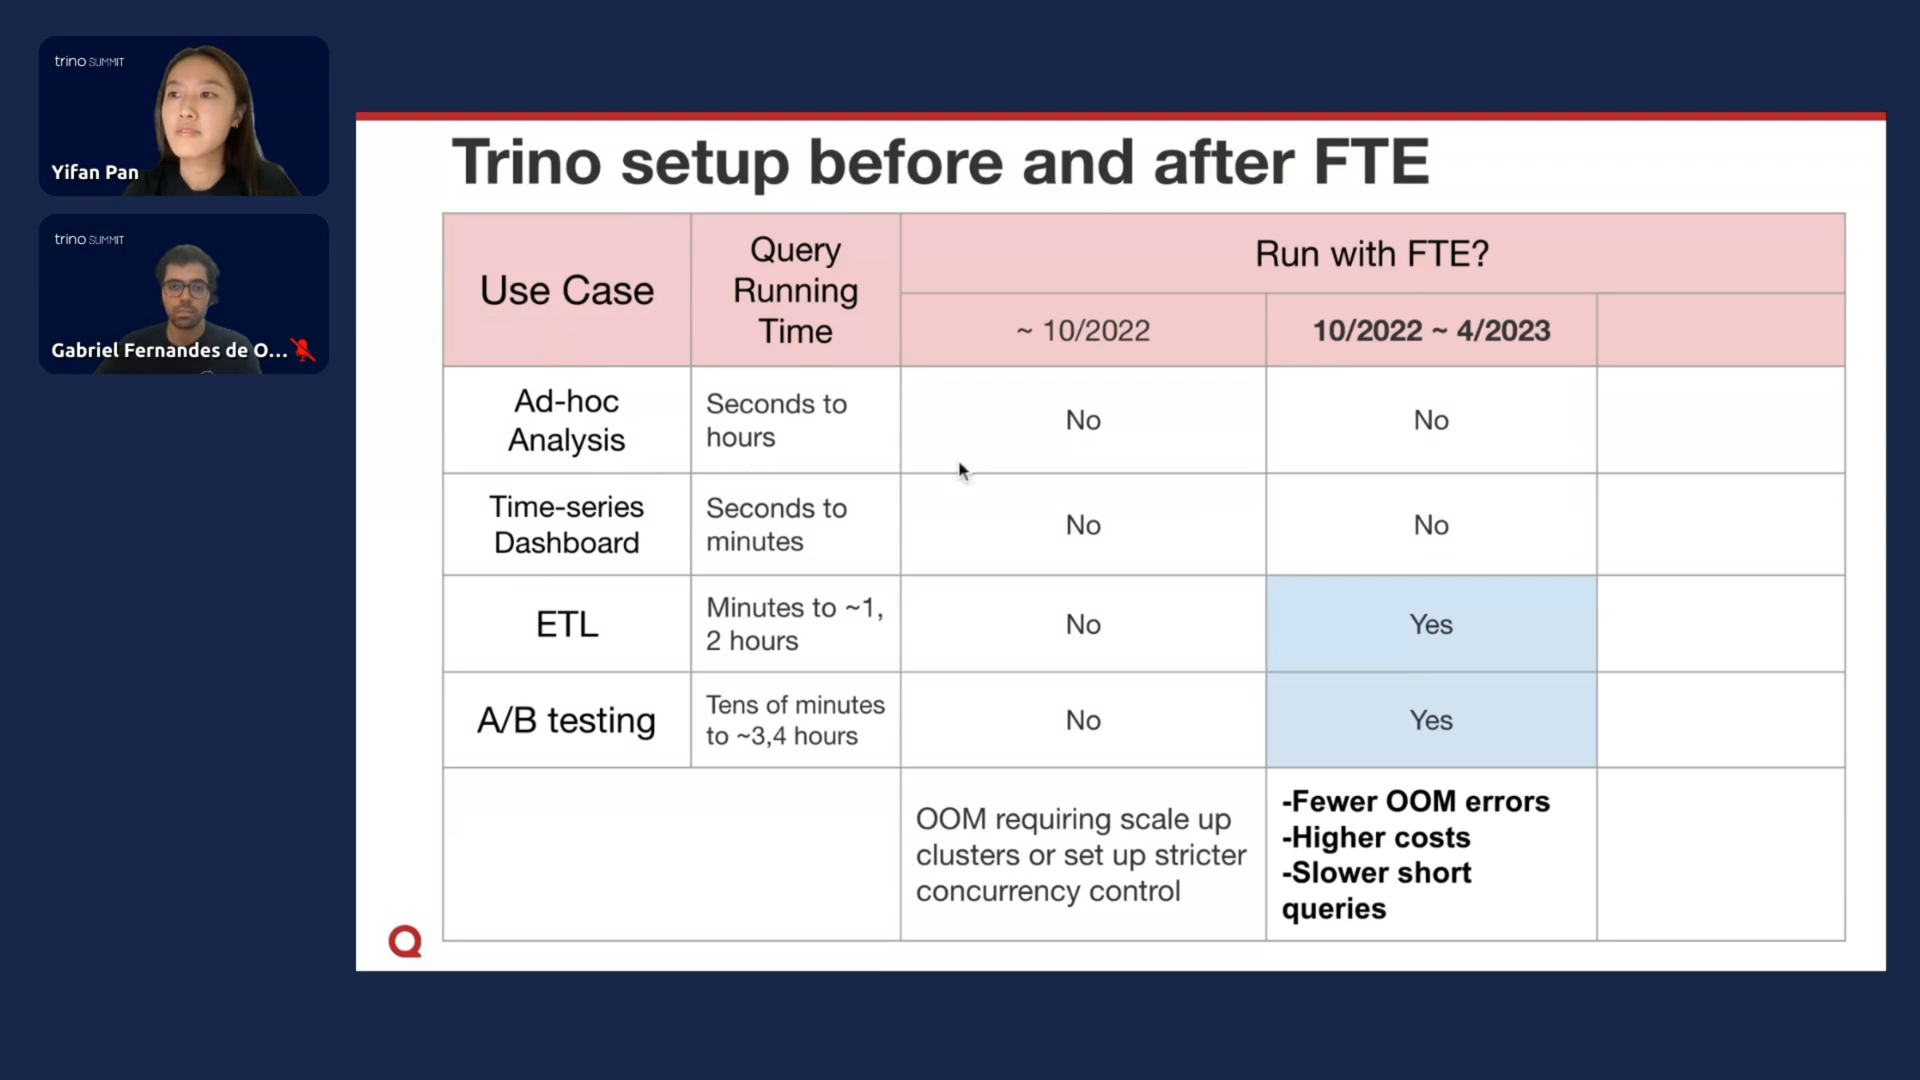 trino SUMMIT
Yifan Pan
trino SUMMIT
Gabriel Fernandes de O...
Trino setup before and after FTE
Use Case
Query
Running
Time
Run with FTE?
~ 10/2022
10/2022 ~ 4/2023
Ad-hoc
Analysis
Seconds to
hours
No
No
Time-series
Dashboard
Seconds to
minutes
No
No
ETL
Minutes to ~1,
2 hours
No
Yes
A/B testing
Tens of minutes
to ~3,4 hours
No
Yes
OOM requiring scale up
clusters or set up stricter
concurrency control
-Fewer OOM errors
-Higher costs
-Slower short
queries
Q